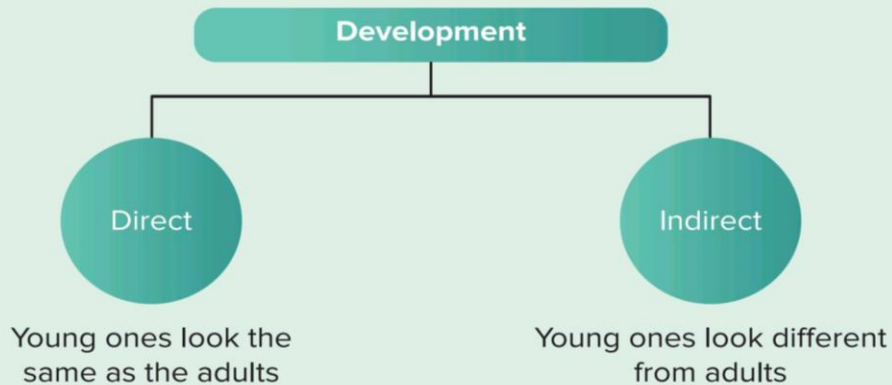 Development
Direct
Indirect
Young ones look the
same as the adults
Young ones look different
from adults